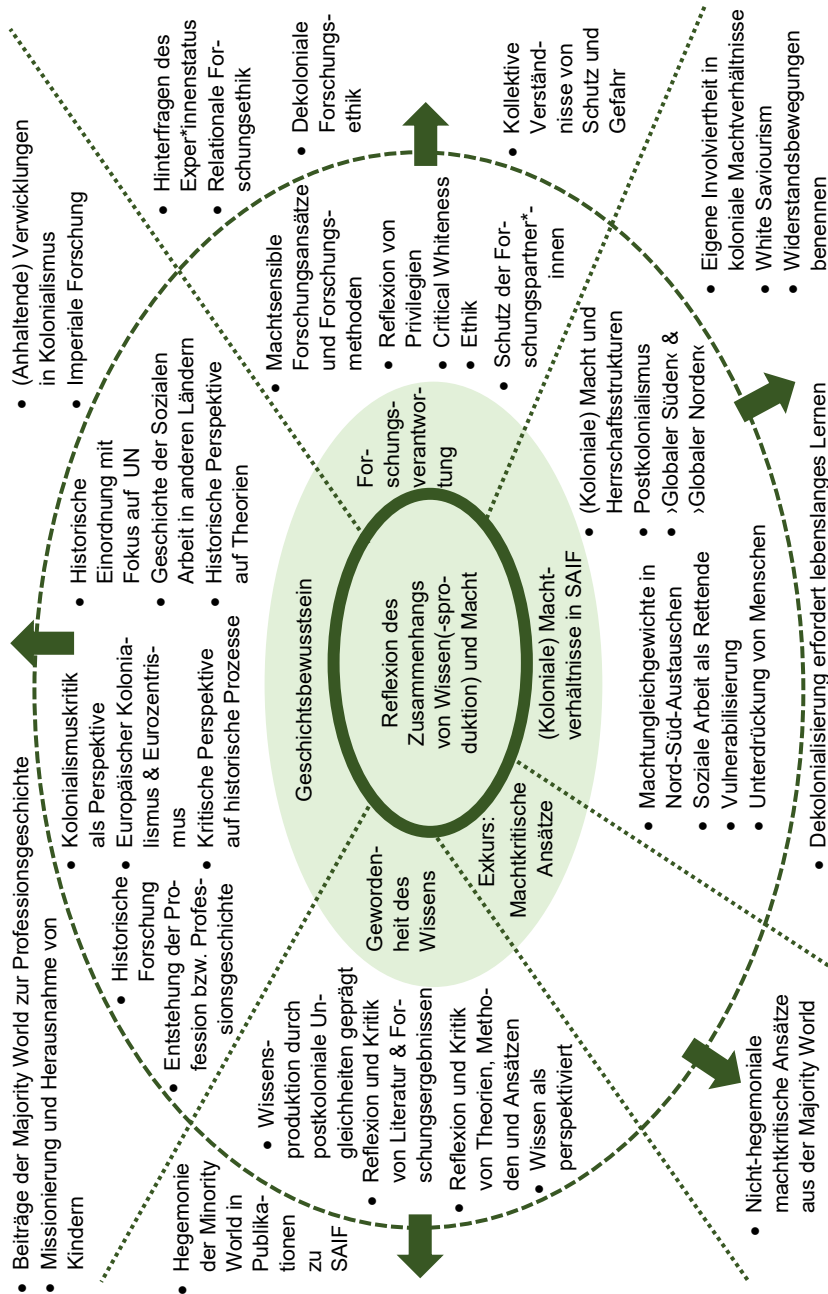 • Beiträge der Majority World zur Professionsgeschichte
• Missionierung und Herausnahme von
Kindern
• (Anhaltende) Verwicklungen
in Kolonialismus
• Imperiale Forschung
• Kolonialismuskritik
als Perspektive
• Europäischer Kolonia-
lismus & Eurozentris-
mus
• Kritische Perspektive
auf historische Prozesse
• Historische
Einordnung mit
Fokus auf UN
• Geschichte der Sozialen
Arbeit in anderen Ländern
• Historische Perspektive
auf Theorien
• Historische
Forschung
• Entstehung der Pro-
fession bzw. Profes-
sionsgeschichte
• Hinterfragen des
Exper*innenstatus
• Relationale For-
schungsethik
• Dekoloniale
Forschungs-
ethik
• Kollektive
Verständ-
nisse von
Schutz und
Gefahr
• Machtsensible
Forschungsansätze
und Forschungs-
methoden
• Reflexion von
Privilegien
• Critical Whiteness
• Ethik
• Schutz der For-
schungspartner*-
innen
• Hegemonie
der Minority
World in
Publika-
tionen
zu
SAIF
• Wissens-
produktion durch
postkoloniale Un-
gleichheiten geprägt
• Reflexion und Kritik
von Literatur & For-
schungsergebnissen
• Reflexion und Kritik
von Theorien, Metho-
den und Ansätzen
• Wissen als
perspektiviert
Geschichtsbewusstsein
For-
schungs-
verantwor-
tung
Geworden-
heit des
Wissens
Reflexion des
Zusammenhangs
von Wissen(-spro-
duktion) und Macht
Exkurs:
Machtkritische
Ansätze
(Koloniale) Macht-
verhältnisse in SAIF
• (Koloniale) Macht und
Herrschaftsstrukturen
• Postkolonialismus
• ›Globaler Süden‹ &
›Globaler Norden‹
• Machtungleichgewichte in
Nord-Süd-Austauschen
• Soziale Arbeit als Rettende
• Vulnerabilisierung
• Unterdrückung von Menschen
• Eigene Involviertheit in
koloniale Machtverhältnisse
• White Saviourism
• Widerstandsbewegungen
benennen
• Nicht-hegemoniale
machtkritische Ansätze
aus der Majority World
• Dekolonialisierung erfordert lebenslanges Lernen